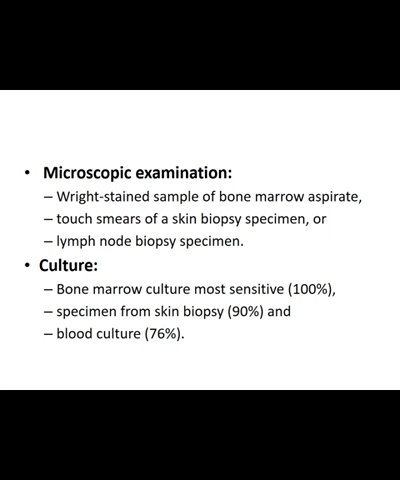 • Microscopic examination:
– Wright-stained sample of bone marrow aspirate,
– touch smears of a skin biopsy specimen, or
– lymph node biopsy specimen.
• Culture:
– Bone marrow culture most sensitive (100%),
– specimen from skin biopsy (90%) and
– blood culture (76%).